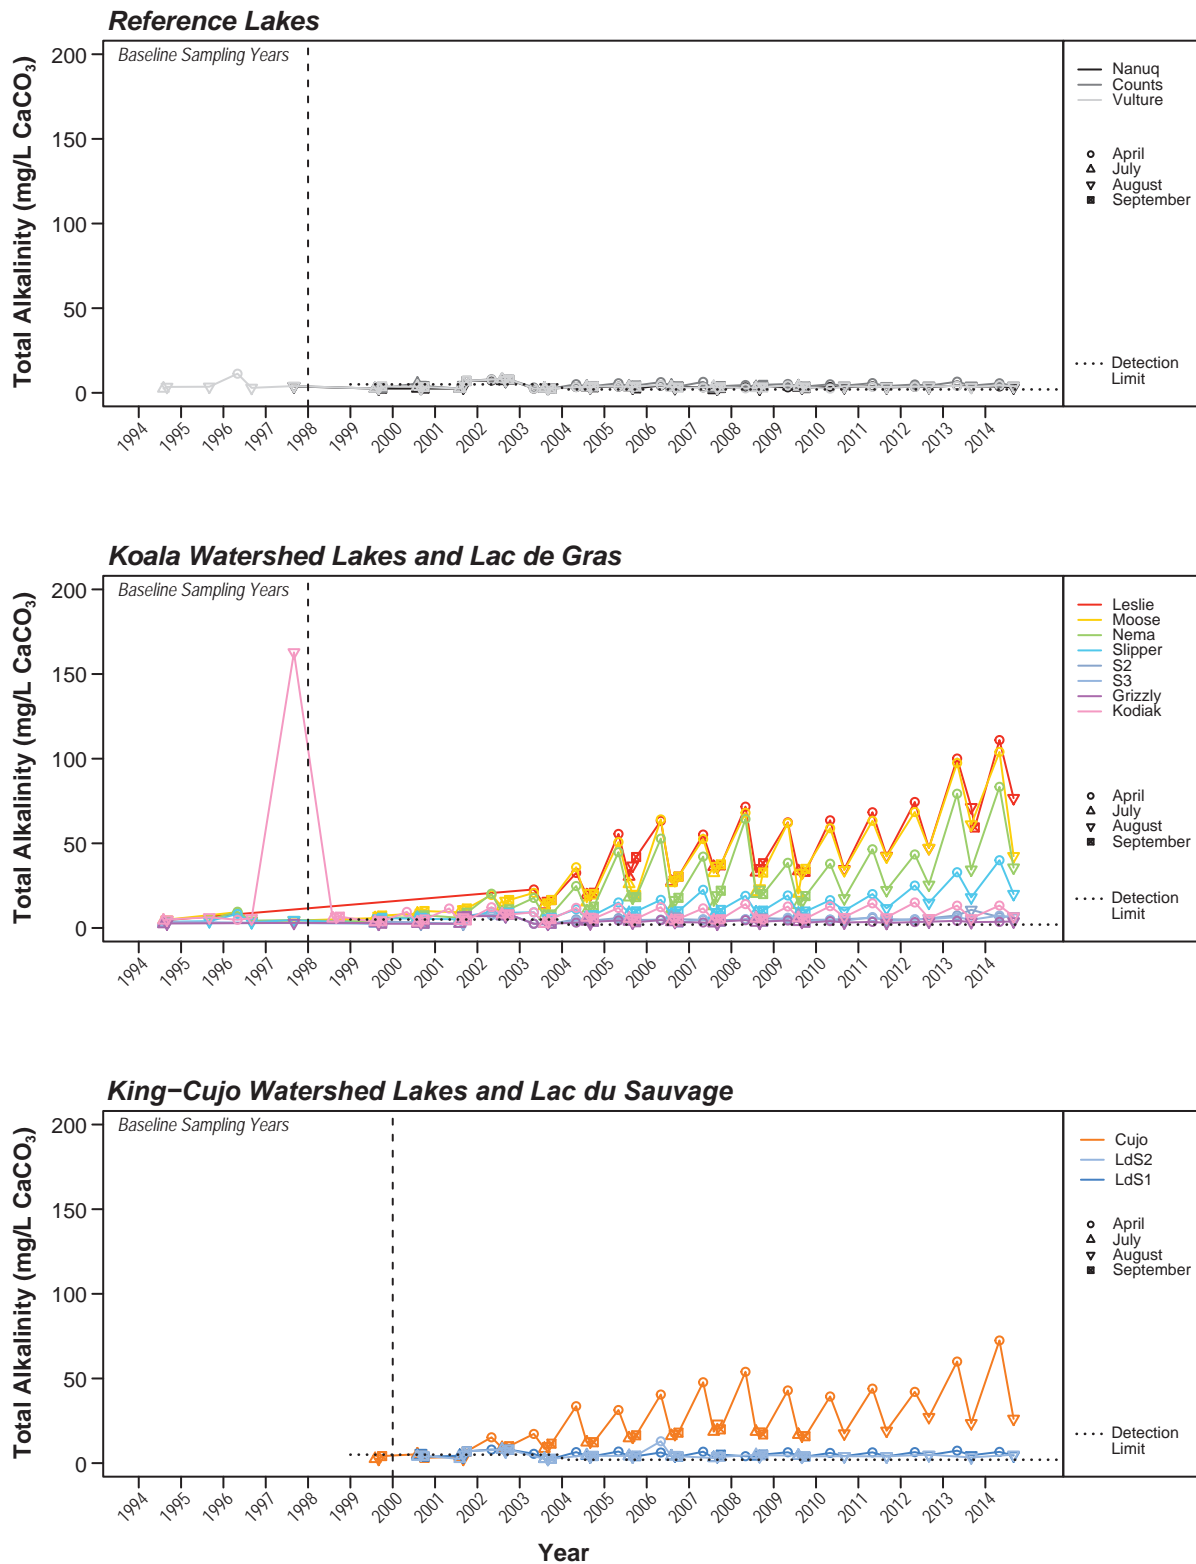 Reference Lakes
Baseline Sampling Years
Total Alkalinity (mg/L CaCO3)
200
150
100
50
0
1994 1995 1996 1997 1998 1999 2000 2001 2002 2003 2004 2005 2006 2007 2008 2009 2010 2011 2012 2013 2014
Nanuq
Counts
Vulture
April
July
August
September
Detection
Limit
Koala Watershed Lakes and Lac de Gras
Baseline Sampling Years
Total Alkalinity (mg/L CaCO3)
200
150
100
50
0
1994 1995 1996 1997 1998 1999 2000 2001 2002 2003 2004 2005 2006 2007 2008 2009 2010 2011 2012 2013 2014
Leslie
Moose
Nema
Slipper
S2
S3
Grizzly
Kodiak
April
July
August
September
Detection
Limit
King−Cujo Watershed Lakes and Lac du Sauvage
Baseline Sampling Years
Total Alkalinity (mg/L CaCO3)
200
150
100
50
0
1994 1995 1996 1997 1998 1999 2000 2001 2002 2003 2004 2005 2006 2007 2008 2009 2010 2011 2012 2013 2014
Cujo
LdS2
LdS1
April
July
August
September
Detection
Limit
Year